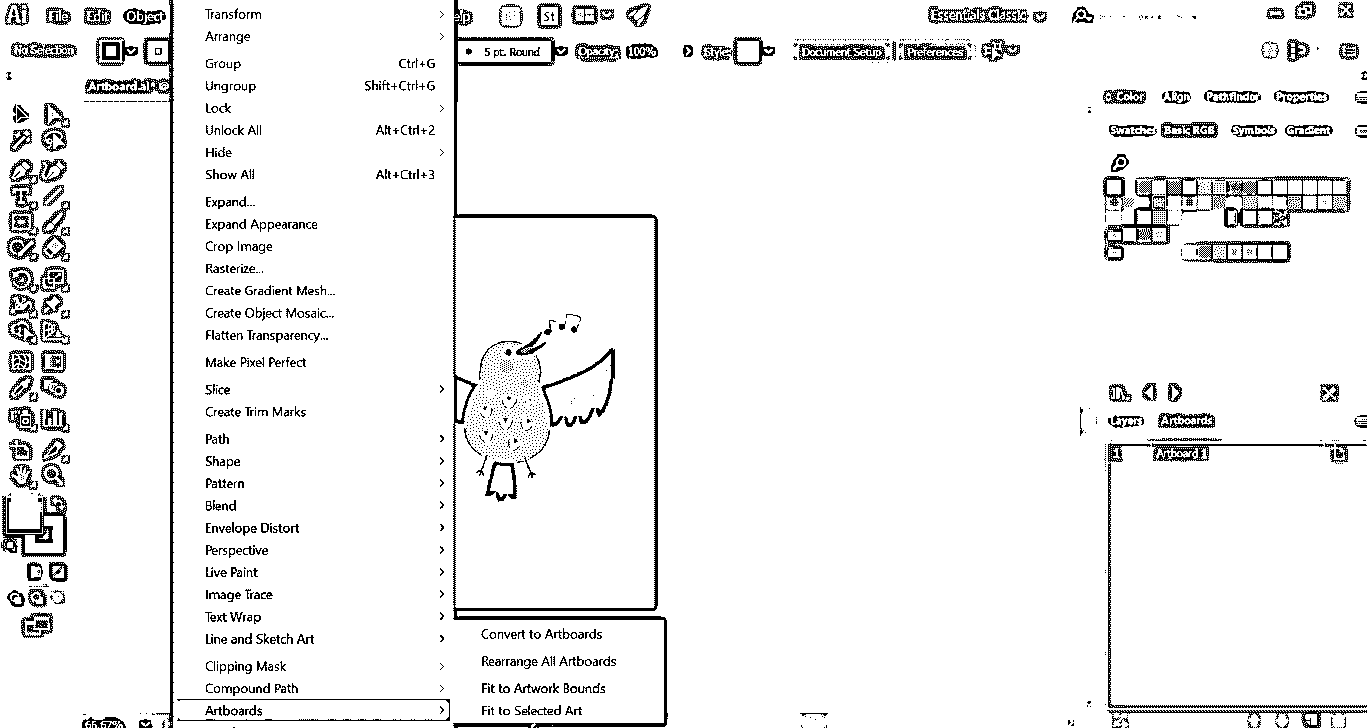 Ai File Edit Object St Essentials Classic
No Selection 5 pt. Round Opacity: 100% Style: Document Setup Preferences
Transform
Arrange
Group Ctrl+G
Ungroup Shift+Ctrl+G
Lock
Unlock All Alt+Ctrl+2
Hide
Show All Alt+Ctrl+3
Expand...
Expand Appearance
Crop Image
Rasterize...
Create Gradient Mesh...
Create Object Mosaic...
Flatten Transparency...
Make Pixel Perfect
Slice
Create Trim Marks
Path
Shape
Pattern
Blend
Envelope Distort
Perspective
Live Paint
Image Trace
Text Wrap
Line and Sketch Art
Clipping Mask
Compound Path
Artboards
Convert to Artboards
Rearrange All Artboards
Fit to Artwork Bounds
Fit to Selected Art
Color Align Pathfinder Properties
Swatches Basic RGB Symbols Gradient
Layers Artboards
1 Artboard 1
66.67%